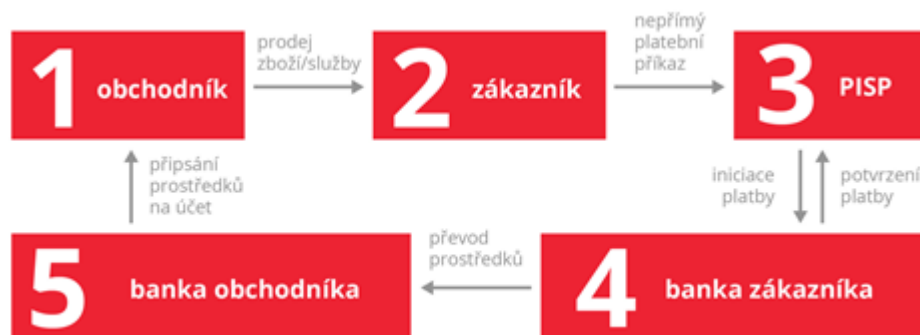 1 obchodník
prodej
zboží/služby
2 zákazník
nepřímý
platební
příkaz
3 PISP
připsání
prostředků
na účet
iniciace
platby
potvrzení
platby
5 banka obchodníka
převod
prostředků
4 banka zákazníka